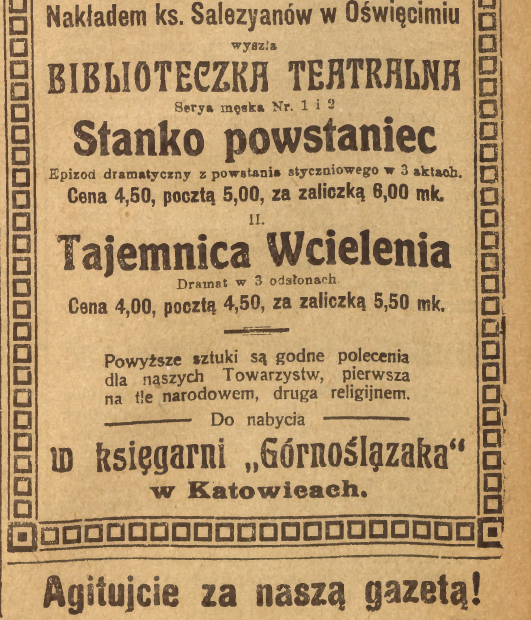 Nakładem ks. Salezyanów w Oświęcimiu
wyszła
BIBLIOTECZKA TEATRALNA
Serya męska Nr. 1 i 2
Stanko powstaniec
Epizod dramatyczny z powstania styczniowego w 3 aktach.
Cena 4,50, pocztą 5,00, za zaliczką 6,00 mk.
II.
Tajemnica Wcielenia
Dramat w 3 odsłonach
Cena 4,00, pocztą 4,50, za zaliczką 5,50 mk.
Powyższe sztuki są godne polecenia
dla naszych Towarzystw, pierwsza
na tle narodowem, druga religijnem.
Do nabycia
w księgarni „Górnoślązaka“
w Katowicach.
Agitujcie za naszą gazetą!